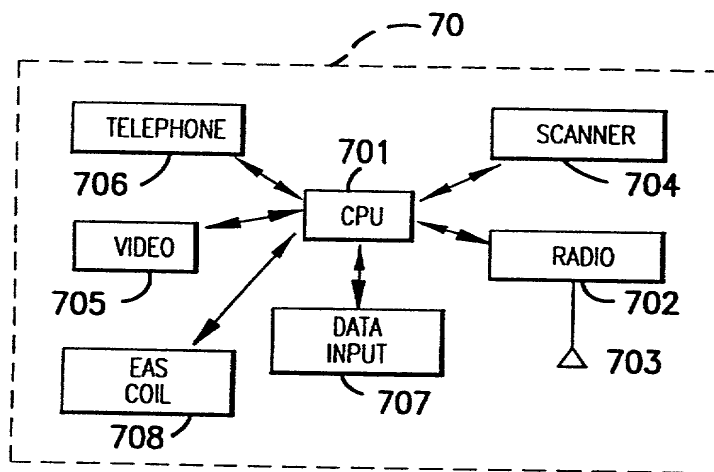 70
TELEPHONE
706
701
CPU
SCANNER
704
VIDEO
705
RADIO
702
703
DATA
INPUT
707
EAS
COIL
708